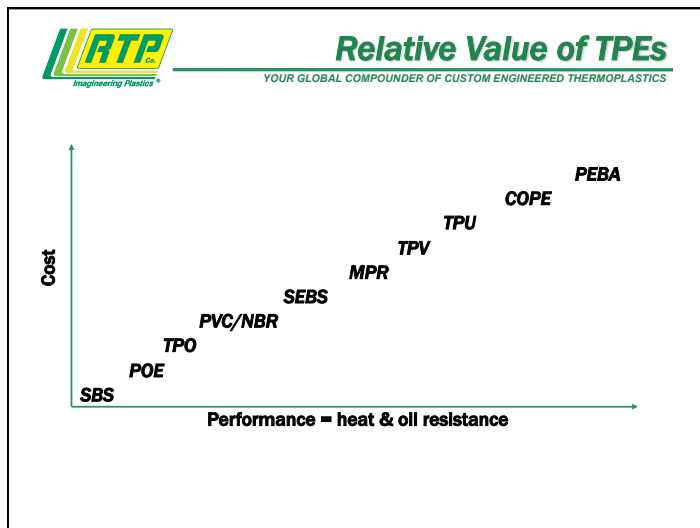 RTP
Co.
Imagineering Plastics®
Relative Value of TPEs
YOUR GLOBAL COMPOUNDER OF CUSTOM ENGINEERED THERMOPLASTICS
PEBA
COPE
TPU
TPV
Cost
MPR
SEBS
PVC/NBR
TPO
POE
SBS
Performance = heat & oil resistance